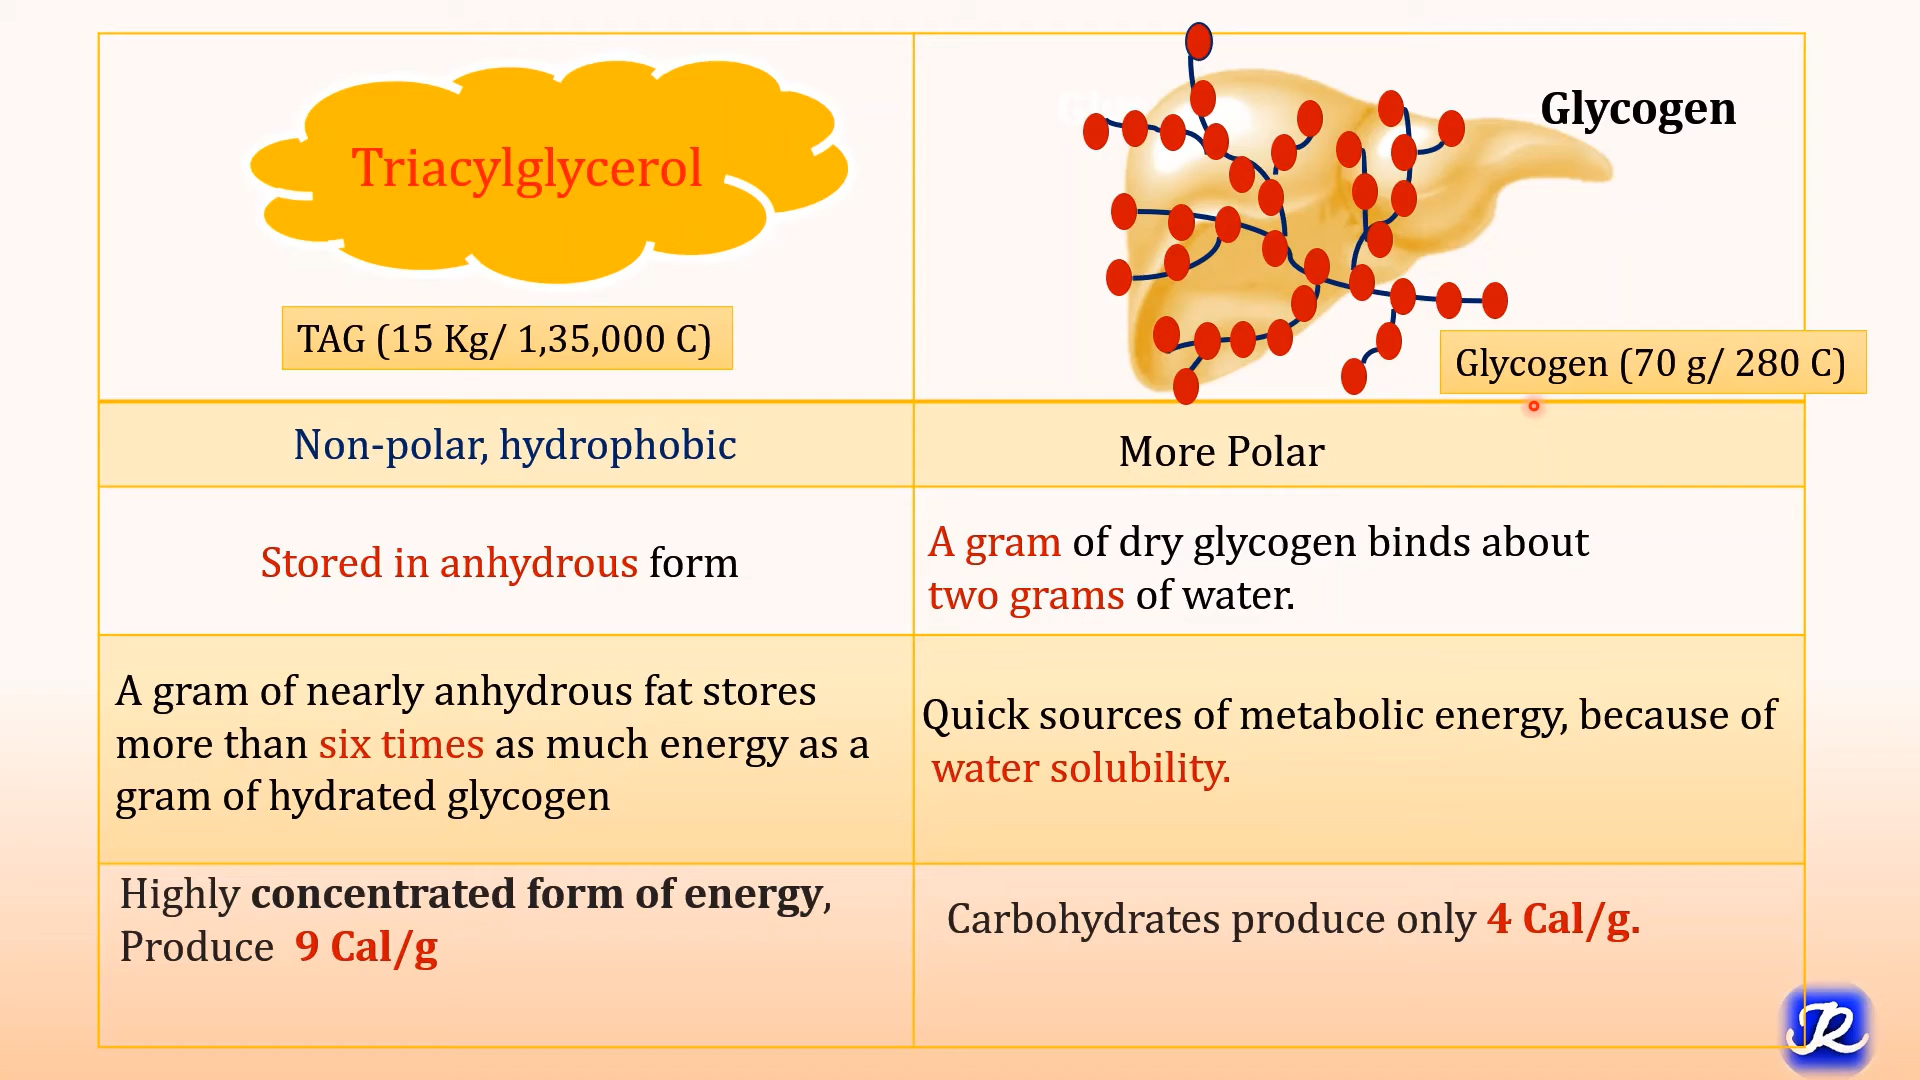 Triacylglycerol
TAG (15 Kg/ 1,35,000 C)
Glycogen
Glycogen (70 g/ 280 C)
Non-polar, hydrophobic
More Polar
Stored in anhydrous form
A gram of dry glycogen binds about
two grams of water.
A gram of nearly anhydrous fat stores
more than six times as much energy as a
gram of hydrated glycogen
Quick sources of metabolic energy, because of
water solubility.
Highly concentrated form of energy,
Produce 9 Cal/g
Carbohydrates produce only 4 Cal/g.
JR